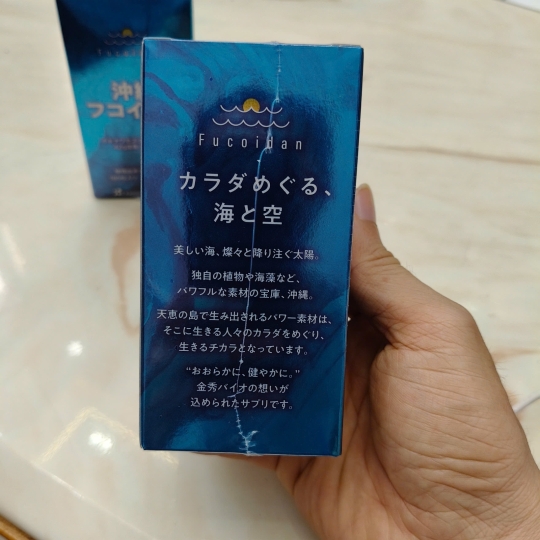 Fucoidan
カラダめぐる、
海と空
美しい海、燦々と降り注ぐ太陽。
独自の植物や海藻など、
パワフルな素材の宝庫、沖縄。
天恵の島で生み出されるパワー素材は、
そこに生きる人々のカラダをめぐり、
生きるチカラとなっています。
“おおらかに、健やかに。”
金秀バイオの想いが
込められたサプリです。
沖縄
フコイ